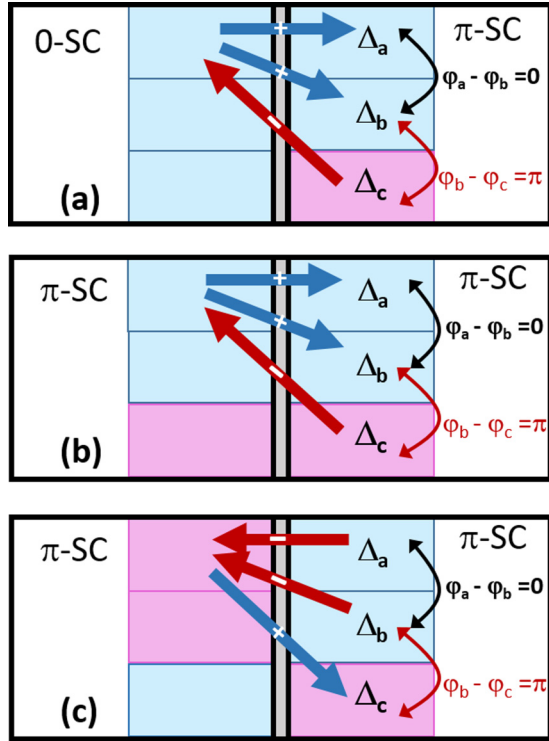 0-SC + Δa π-SC
+ φa - φb =0
Δb
− φb - φc =π
(a) Δc
π-SC + Δa π-SC
+ φa - φb =0
Δb
− φb - φc =π
(b) Δc
π-SC − Δa π-SC
− φa - φb =0
Δb
+ φb - φc =π
(c) Δc